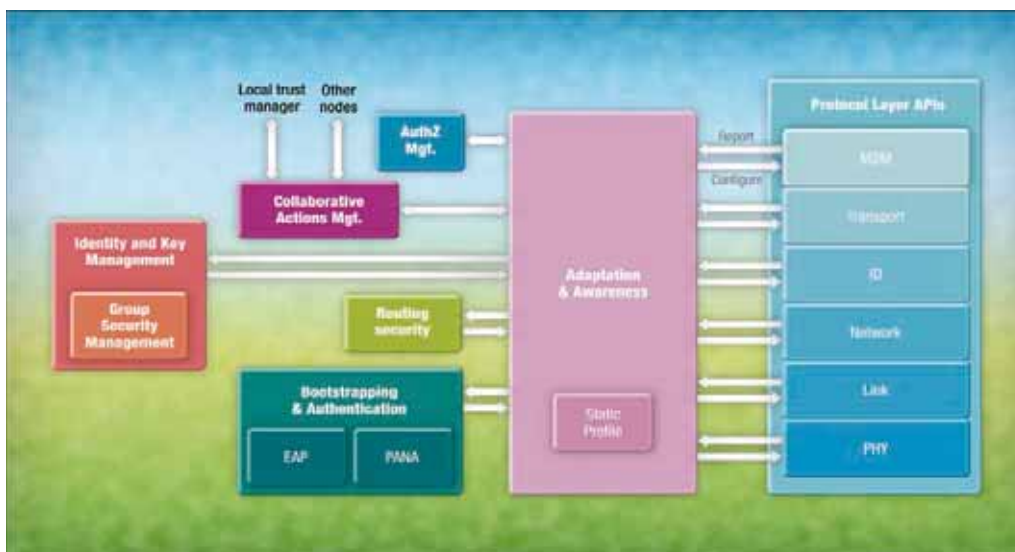 Local trust
manager
Other
nodes
AuthZ
Mgt.
Collaborative
Actions Mgt.
Identity and Key
Management
Group
Security
Management
Routing
security
Bootstrapping
& Authentication
EAP
PANA
Adaptation
& Awareness
Static
Profile
Report
Configure
Protocol Layer APIs
M2M
Transport
ID
Network
Link
PHY